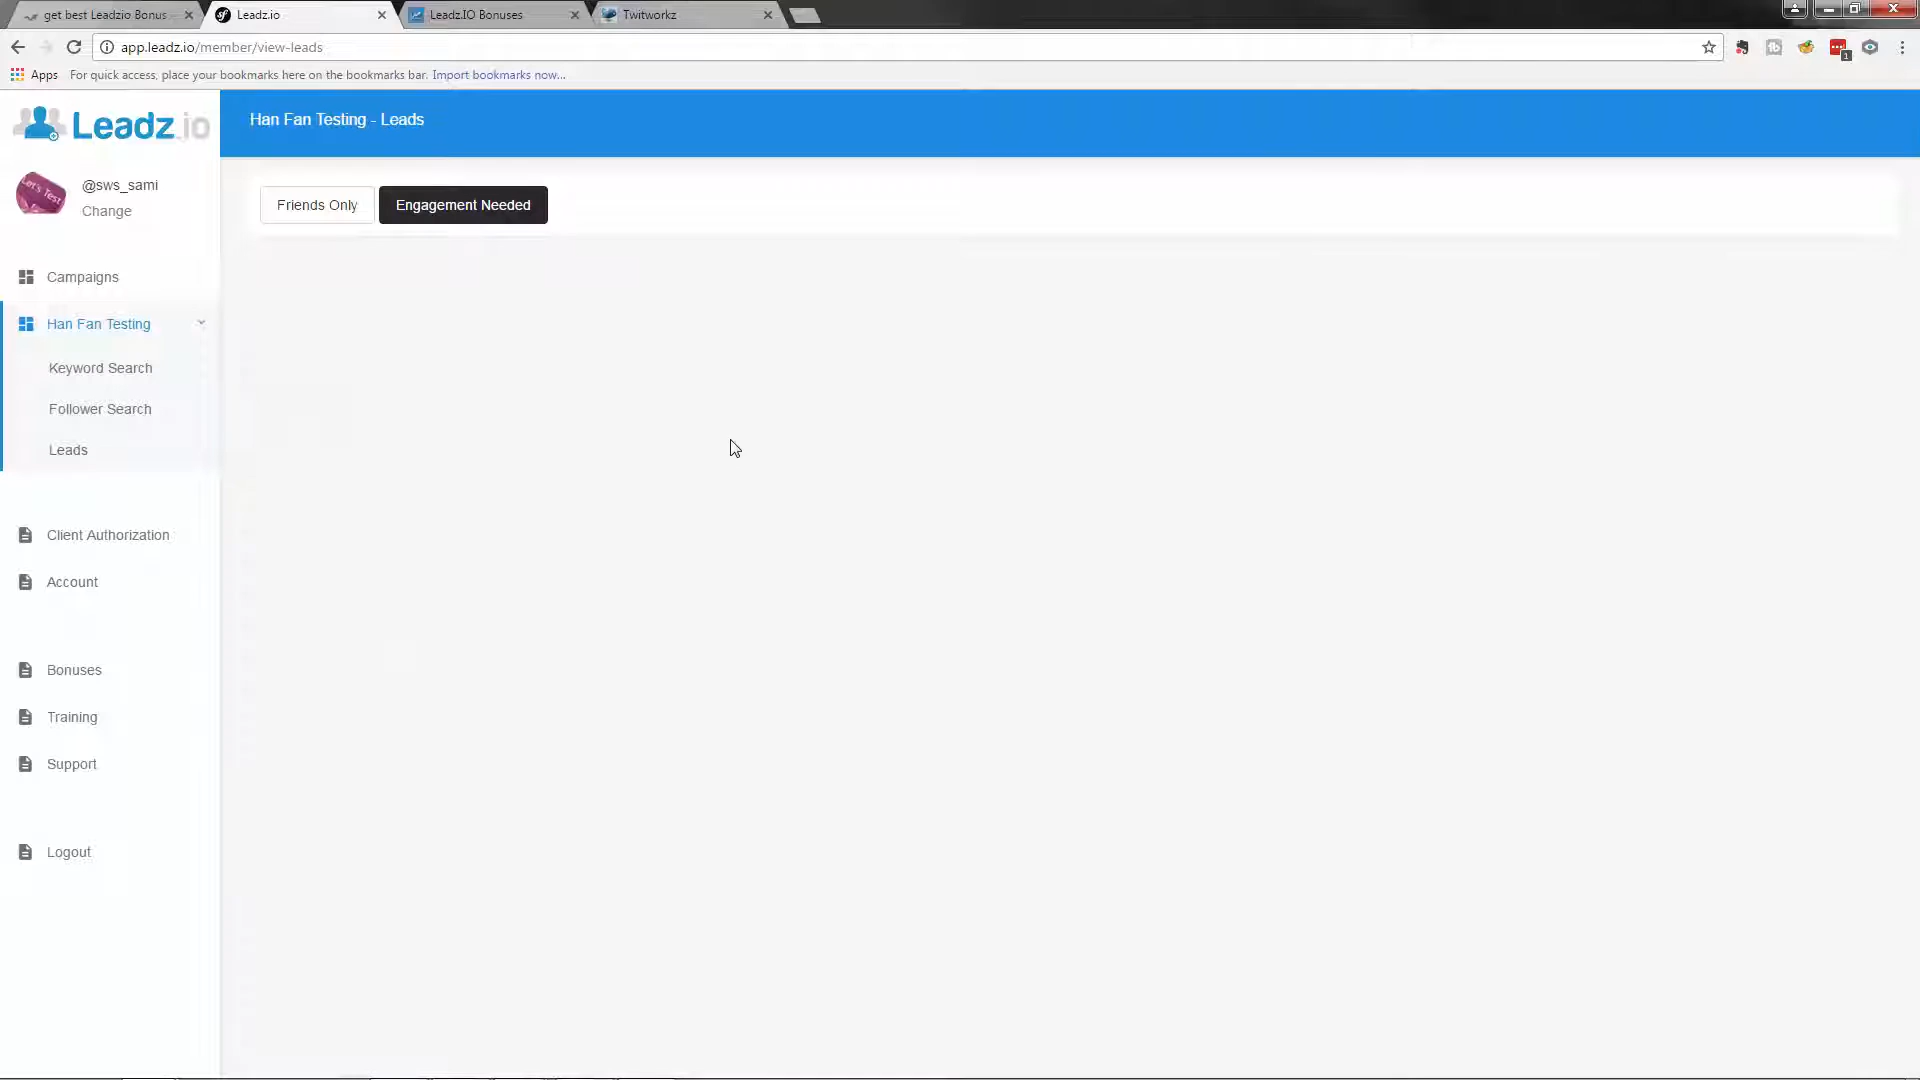 get best Leadzio Bonus
Leadz.io
Leadz.IO Bonuses
Twitworkz
app.leadz.io/member/view-leads
Apps
For quick access, place your bookmarks here on the bookmarks bar. Import bookmarks now...
1
Leadz.io
Han Fan Testing - Leads
Let's Test
@sws_sami
Change
Friends Only
Engagement Needed
Campaigns
Han Fan Testing
Keyword Search
Follower Search
Leads
Client Authorization
Account
Bonuses
Training
Support
Logout